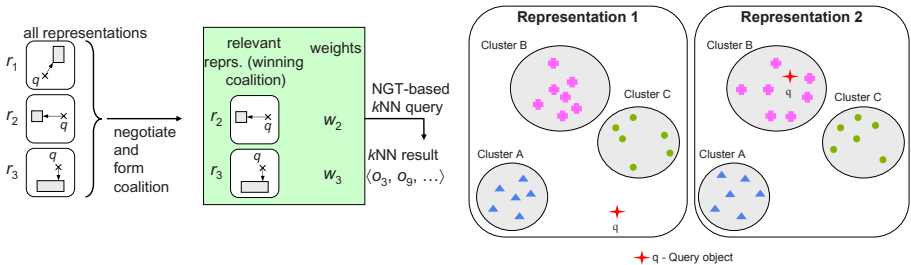 all representations
r1
q
r2
q
r3
q
negotiate
and
form
coalition
relevant
reprs. (winning
coalition)
weights
r2
q
w2
r3
q
w3
NGT-based
kNN query
kNN result
⟨o3, o9, …⟩
Representation 1
Cluster B
Cluster C
Cluster A
q
Representation 2
Cluster B
q
Cluster C
Cluster A
q - Query object